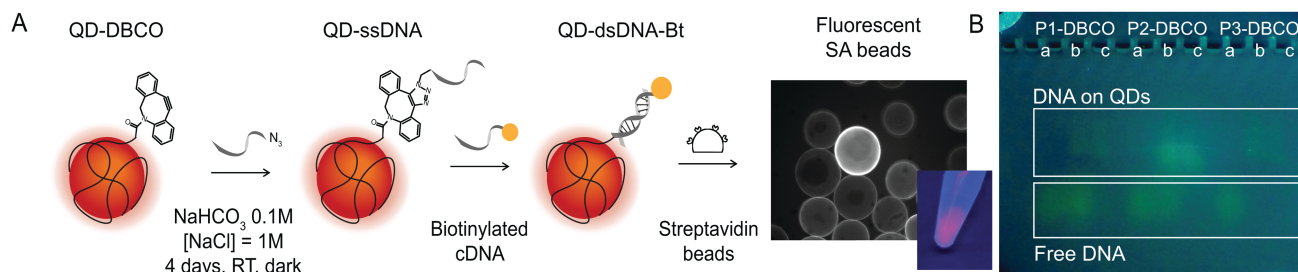 A
QD-DBCO
QD-ssDNA
QD-dsDNA-Bt
Fluorescent
SA beads
N
O
N₃
NaHCO₃ 0.1M
[NaCl] = 1M
4 days, RT, dark
N
N
N
N
O
Biotinylated
cDNA
Streptavidin
beads
B
P1-DBCO P2-DBCO P3-DBCO
a b c a b c a b c
DNA on QDs
Free DNA